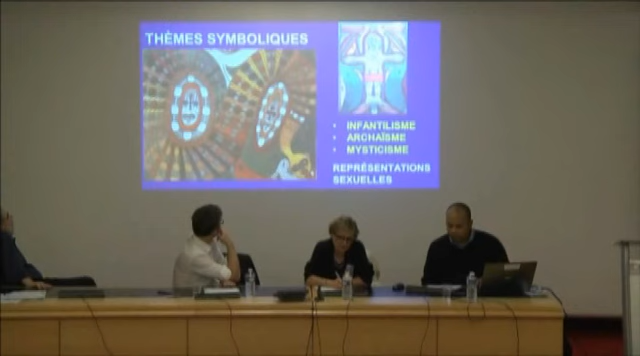 THÈMES SYMBOLIQUES
• INFANTILISME
• ARCHAÏSME
• MYSTICISME
REPRÉSENTATIONS
SEXUELLES